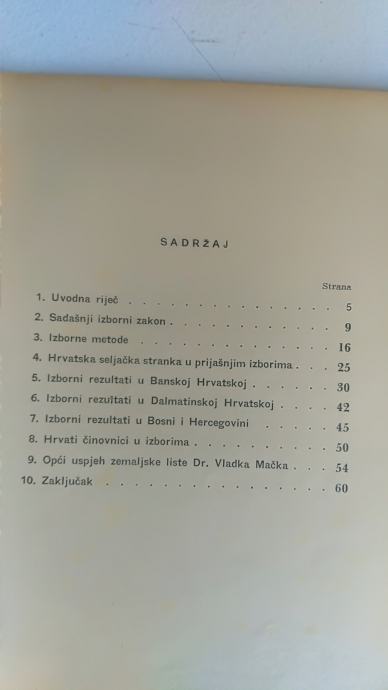 SADRŽAJ
Strana
1. Uvodna riječ . . . . . . . . . . . . . . . 5
2. Sadašnji izborni zakon . . . . . . . . . . . . 9
3. Izborne metode . . . . . . . . . . . . . . 16
4. Hrvatska seljačka stranka u prijašnjim izborima . . . 25
5. Izborni rezultati u Banskoj Hrvatskoj . . . . . . 30
6. Izborni rezultati u Dalmatinskoj Hrvatskoj . . . . 42
7. Izborni rezultati u Bosni i Hercegovini . . . . . 45
8. Hrvati činovnici u izborima . . . . . . . . . . 50
9. Opći uspjeh zemaljske liste Dr. Vladka Mačka . . . 54
10. Zaključak . . . . . . . . . . . . . . . . 60